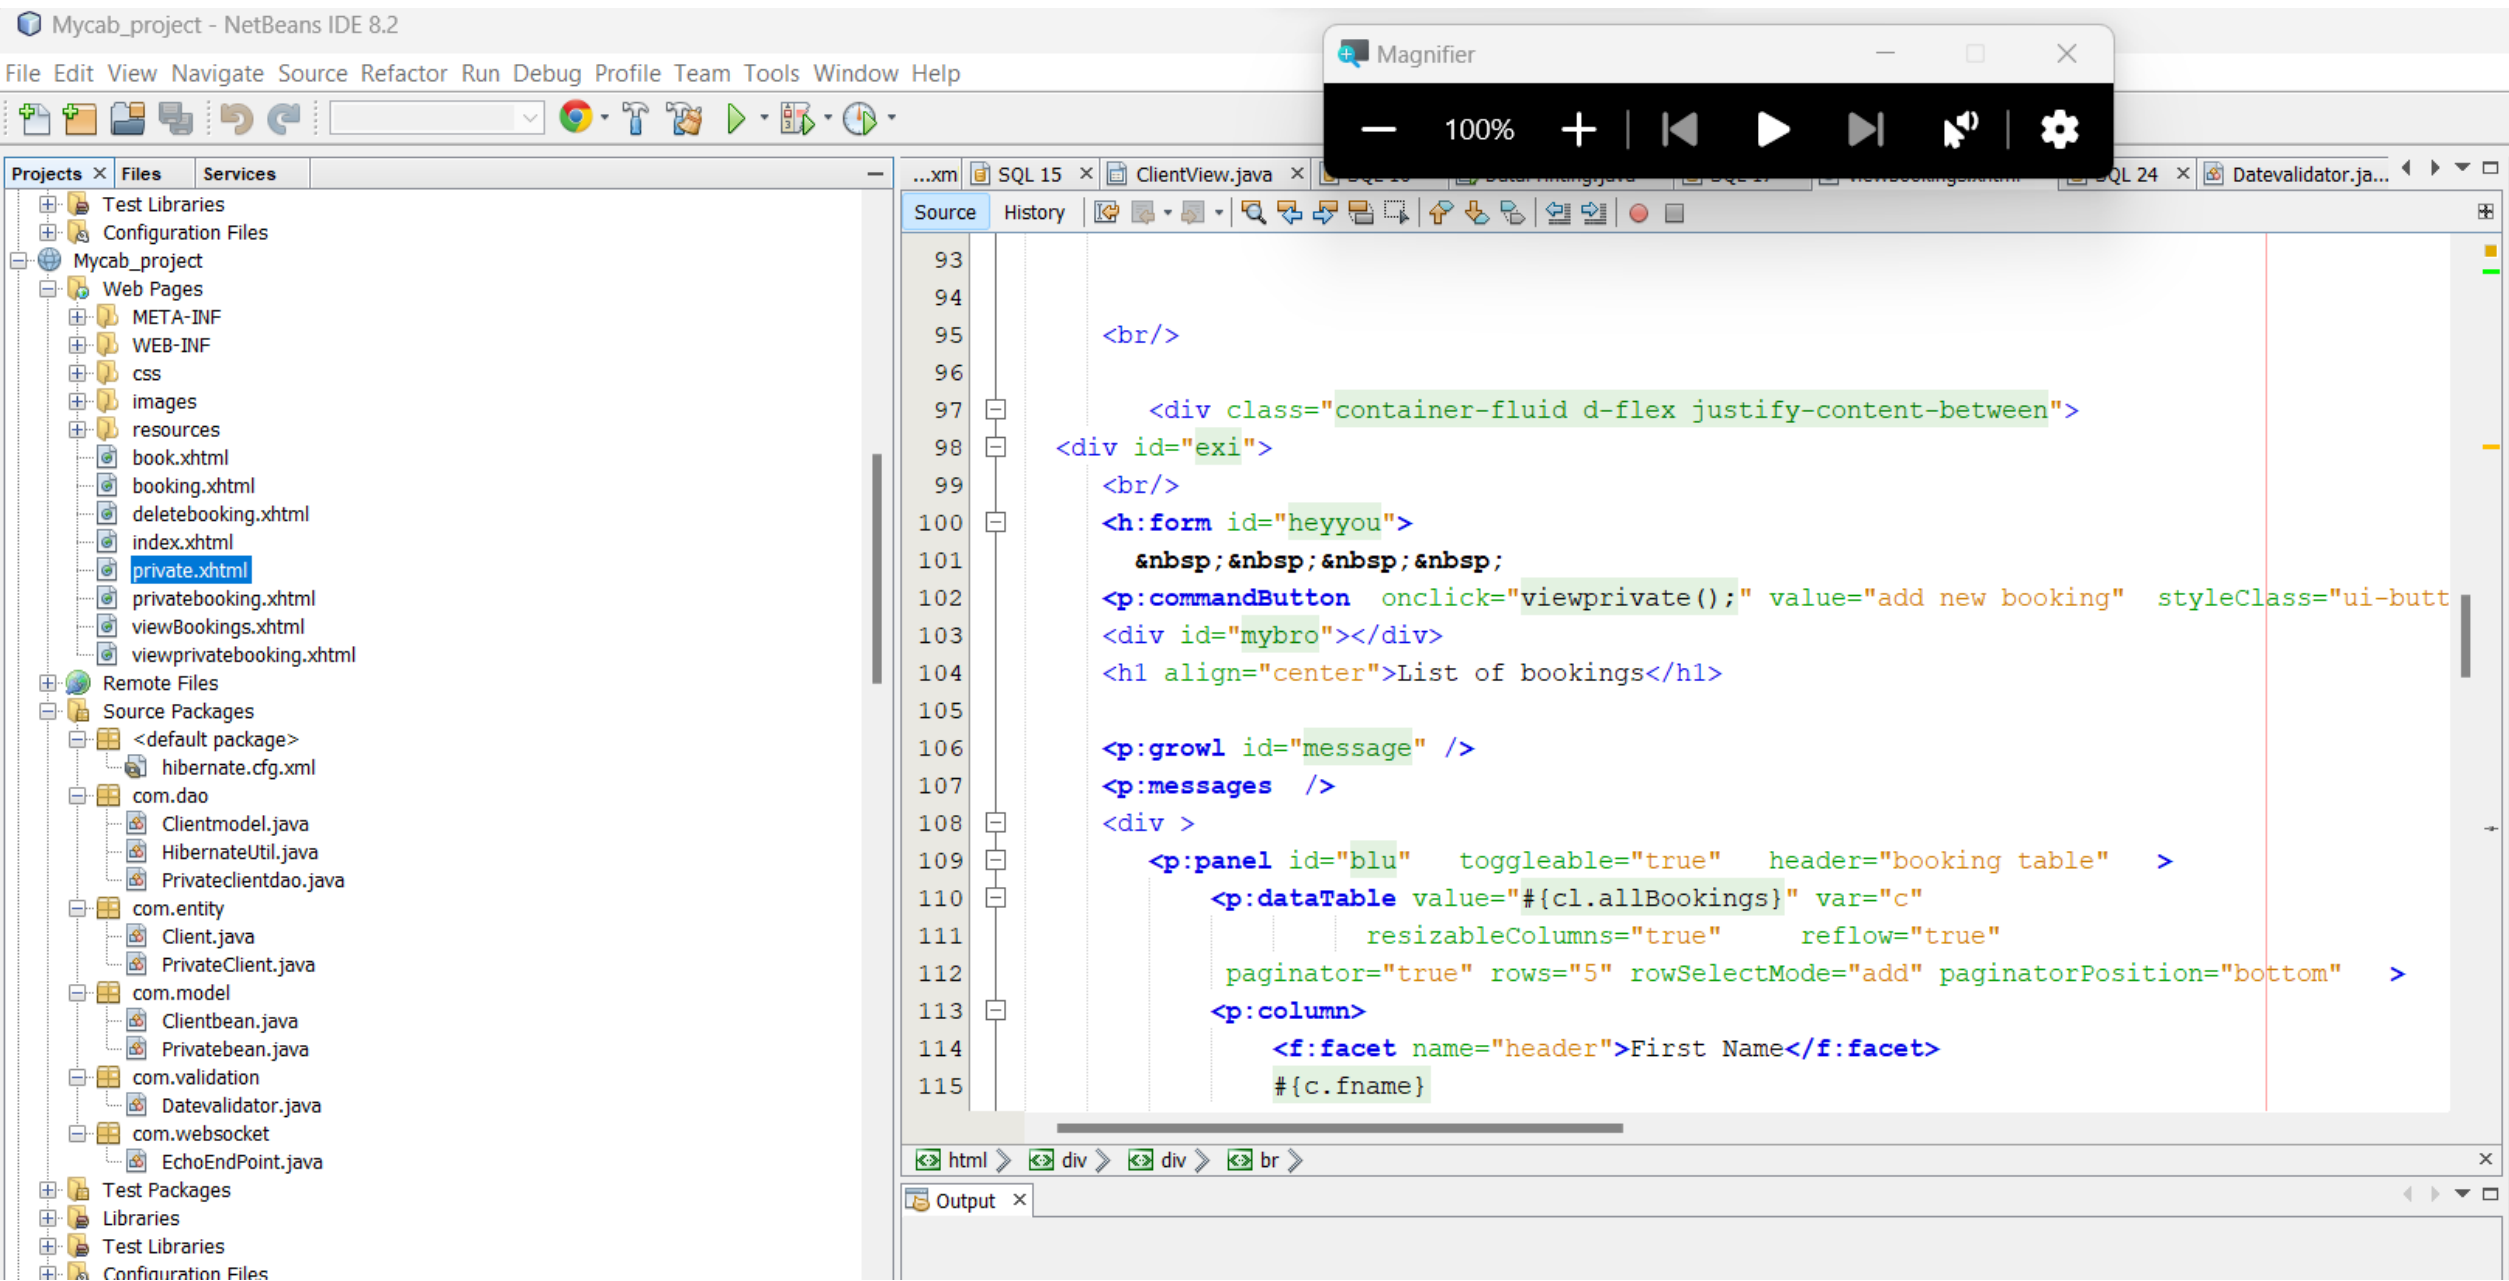 Mycab_project - NetBeans IDE 8.2
Magnifier
File Edit View Navigate Source Refactor Run Debug Profile Team Tools Window Help
100%
Projects Files Services
...xm SQL 15 ClientView.java SQL 24 Datevalidator.ja...
Source History
Test Libraries
Configuration Files
Mycab_project
Web Pages
META-INF
WEB-INF
css
images
resources
book.xhtml
booking.xhtml
deletebooking.xhtml
index.xhtml
private.xhtml
privatebooking.xhtml
viewBookings.xhtml
viewprivatebooking.xhtml
Remote Files
Source Packages
<default package>
hibernate.cfg.xml
com.dao
Clientmodel.java
HibernateUtil.java
Privateclientdao.java
com.entity
Client.java
PrivateClient.java
com.model
Clientbean.java
Privatebean.java
com.validation
Datevalidator.java
com.websocket
EchoEndPoint.java
Test Packages
Libraries
Test Libraries
Configuration Files
93
94
95 <br/>
96
97 <div class="container-fluid d-flex justify-content-between">
98 <div id="exi">
99 <br/>
100 <h:form id="heyyou">
101 &nbsp;&nbsp;&nbsp;&nbsp;
102 <p:commandButton onclick="viewprivate();" value="add new booking" styleClass="ui-butt
103 <div id="mybro"></div>
104 <h1 align="center">List of bookings</h1>
105
106 <p:growl id="message" />
107 <p:messages />
108 <div >
109 <p:panel id="blu" toggleable="true" header="booking table" >
110 <p:dataTable value="#{cl.allBookings}" var="c"
111 resizableColumns="true" reflow="true"
112 paginator="true" rows="5" rowSelectMode="add" paginatorPosition="bottom" >
113 <p:column>
114 <f:facet name="header">First Name</f:facet>
115 #{c.fname}
html div div br
Output